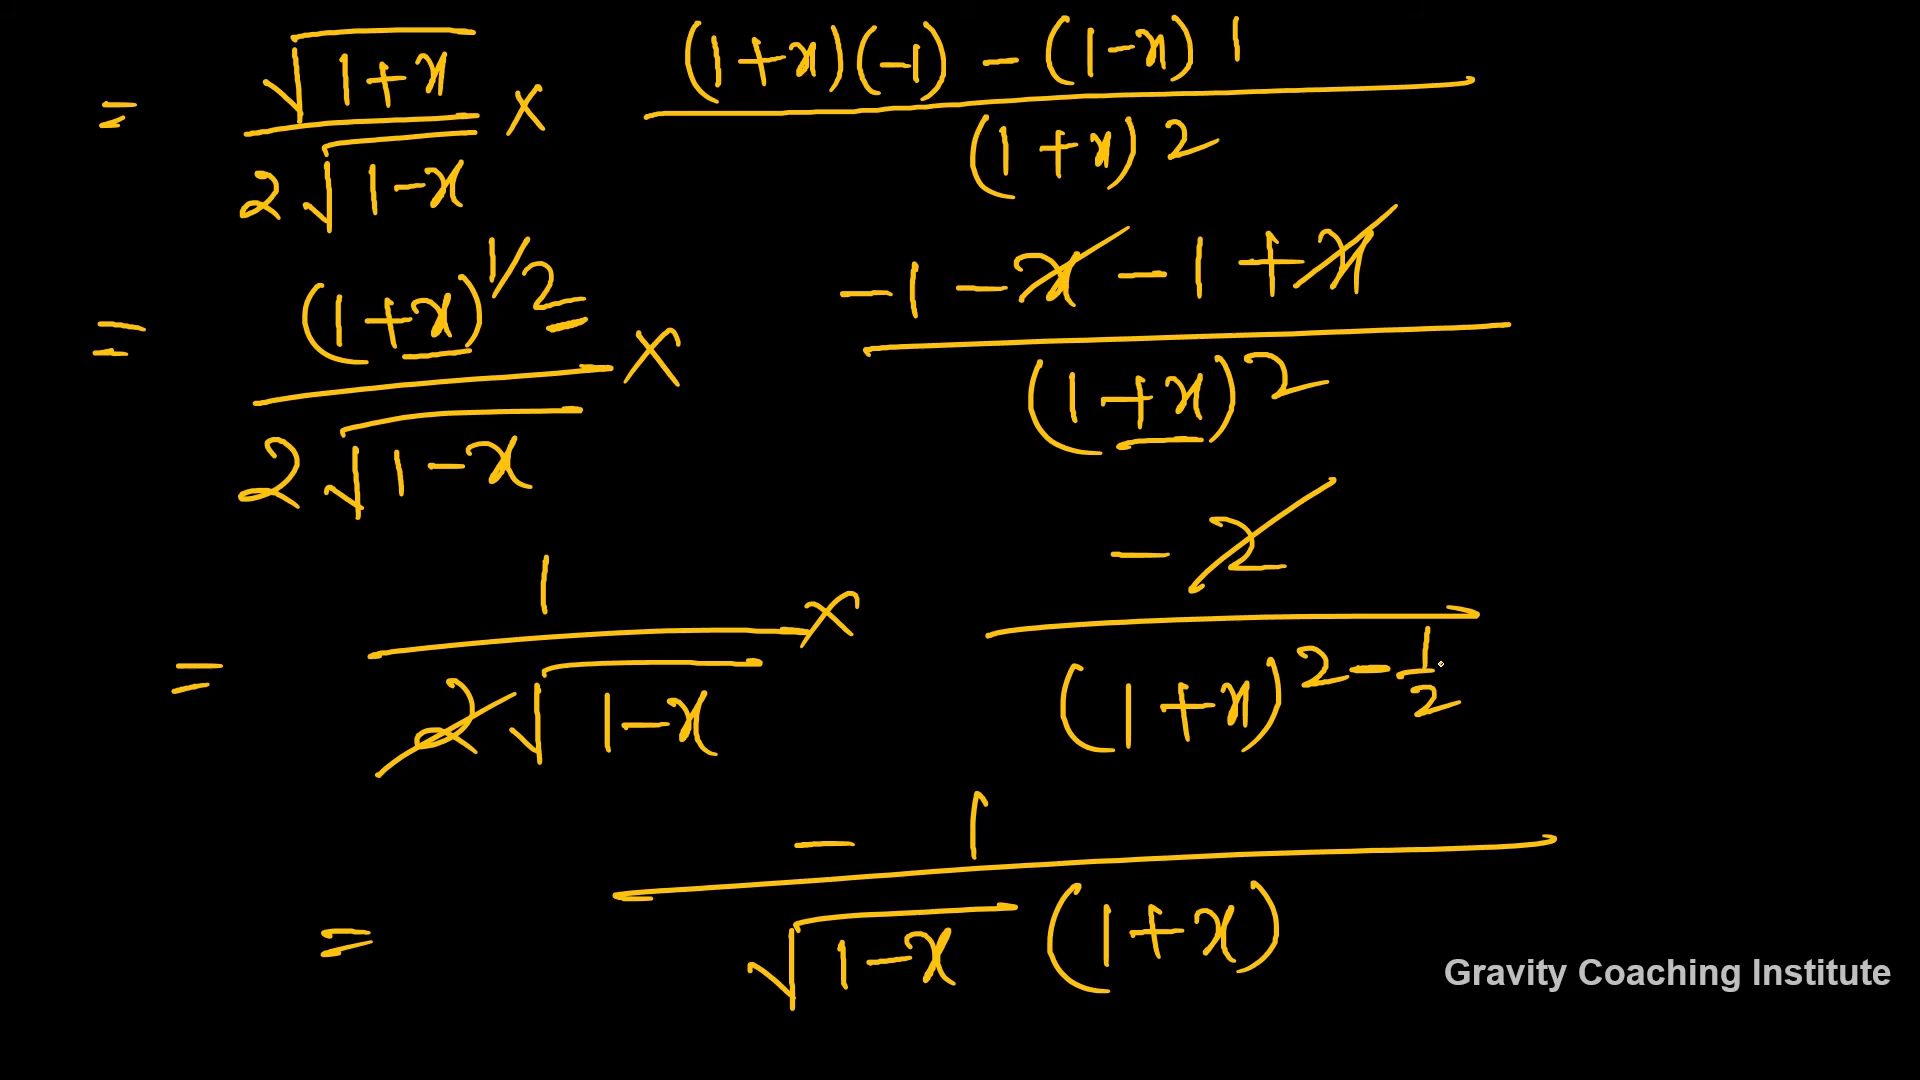 = √(1+x) / 2√(1-x) × ((1+x)(-1) - (1-x) 1) / (1+x)²
= (1+x)^1/2 / 2√(1-x) × (-1 - x - 1 + x) / (1+x)²
= 1 / 2√(1-x) × -2 / (1+x)^(2 - 1/2)
= -1 / √(1-x) (1+x)
Gravity Coaching Institute